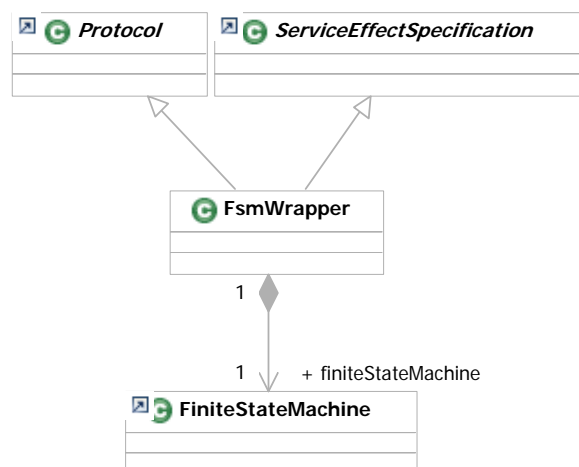 C Protocol
C ServiceEffectSpecification
C FsmWrapper
1
1 + finiteStateMachine
C FiniteStateMachine